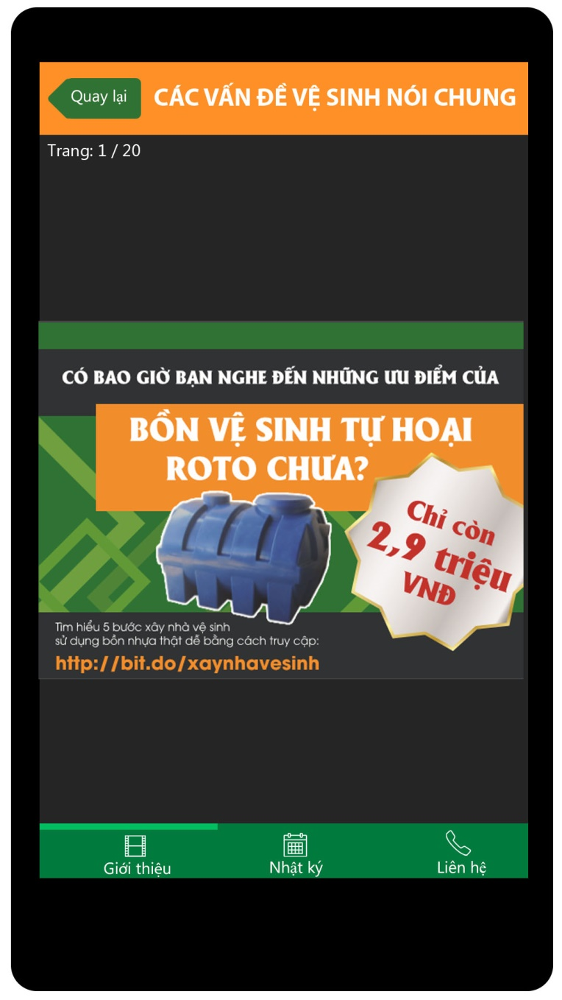 Quay lại
CÁC VẤN ĐỀ VỆ SINH NÓI CHUNG
Trang: 1 / 20
CÓ BAO GIỜ BẠN NGHE ĐẾN NHỮNG ƯU ĐIỂM CỦA
BỒN VỆ SINH TỰ HOẠI
ROTO CHƯA?
Chỉ còn
2,9 triệu
VNĐ
Tìm hiểu 5 bước xây nhà vệ sinh
sử dụng bồn nhựa thật dễ bằng cách truy cập:
http://bit.do/xaynhavesinh
Giới thiệu
Nhật ký
Liên hệ